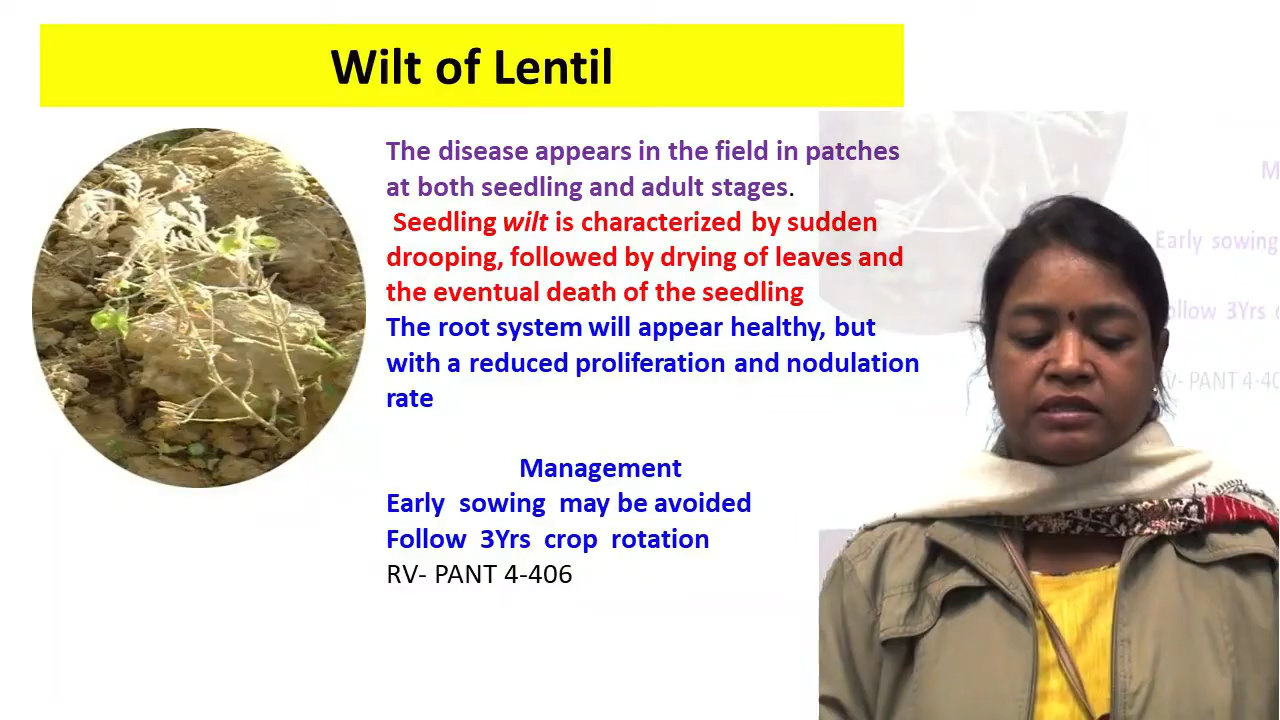 Wilt of Lentil
The disease appears in the field in patches
at both seedling and adult stages.
Seedling wilt is characterized by sudden
drooping, followed by drying of leaves and
the eventual death of the seedling
The root system will appear healthy, but
with a reduced proliferation and nodulation
rate
Management
Early sowing may be avoided
Follow 3Yrs crop rotation
RV- PANT 4-406
Early sowing
3Yrs